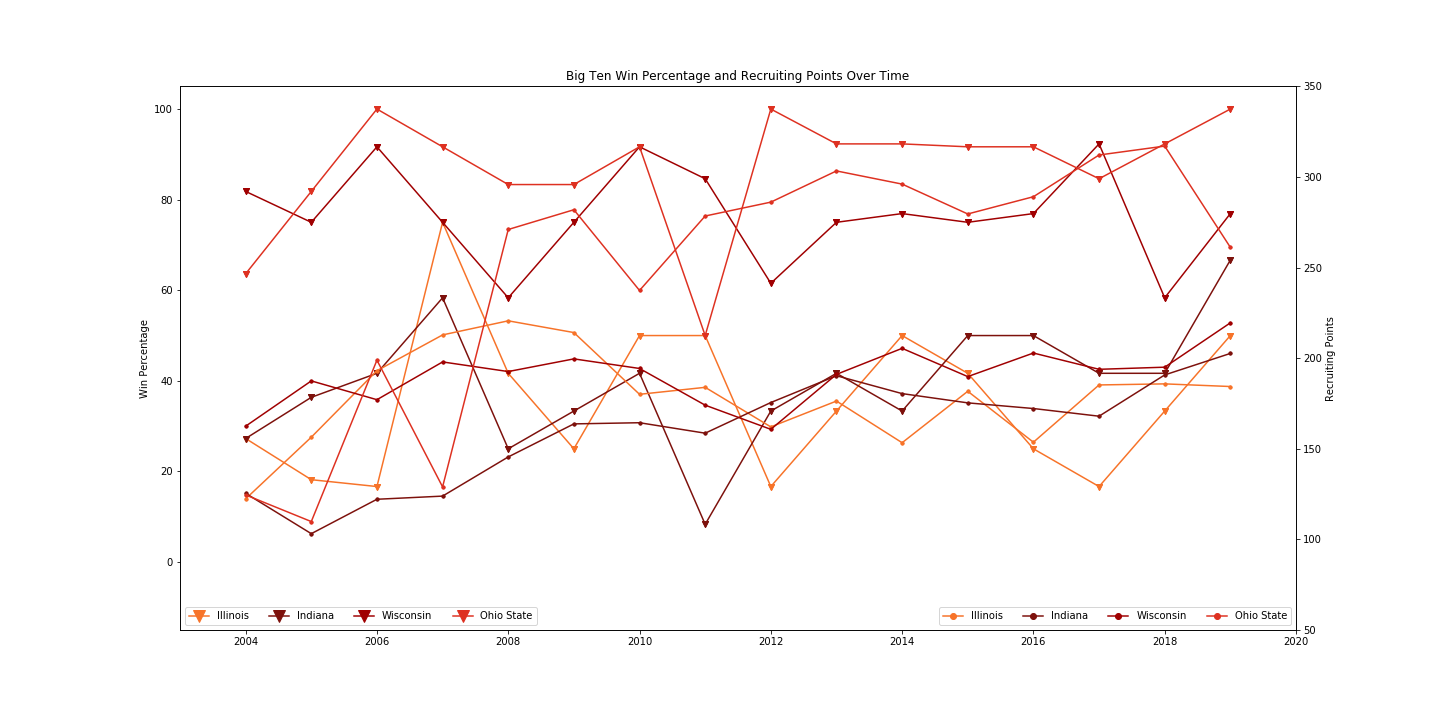 Big Ten Win Percentage and Recruiting Points Over Time
100
80
60
40
20
0
Win Percentage
350
300
250
200
150
100
50
Recruiting Points
Illinois Indiana Wisconsin Ohio State
Illinois Indiana Wisconsin Ohio State
2004 2006 2008 2010 2012 2014 2016 2018 2020